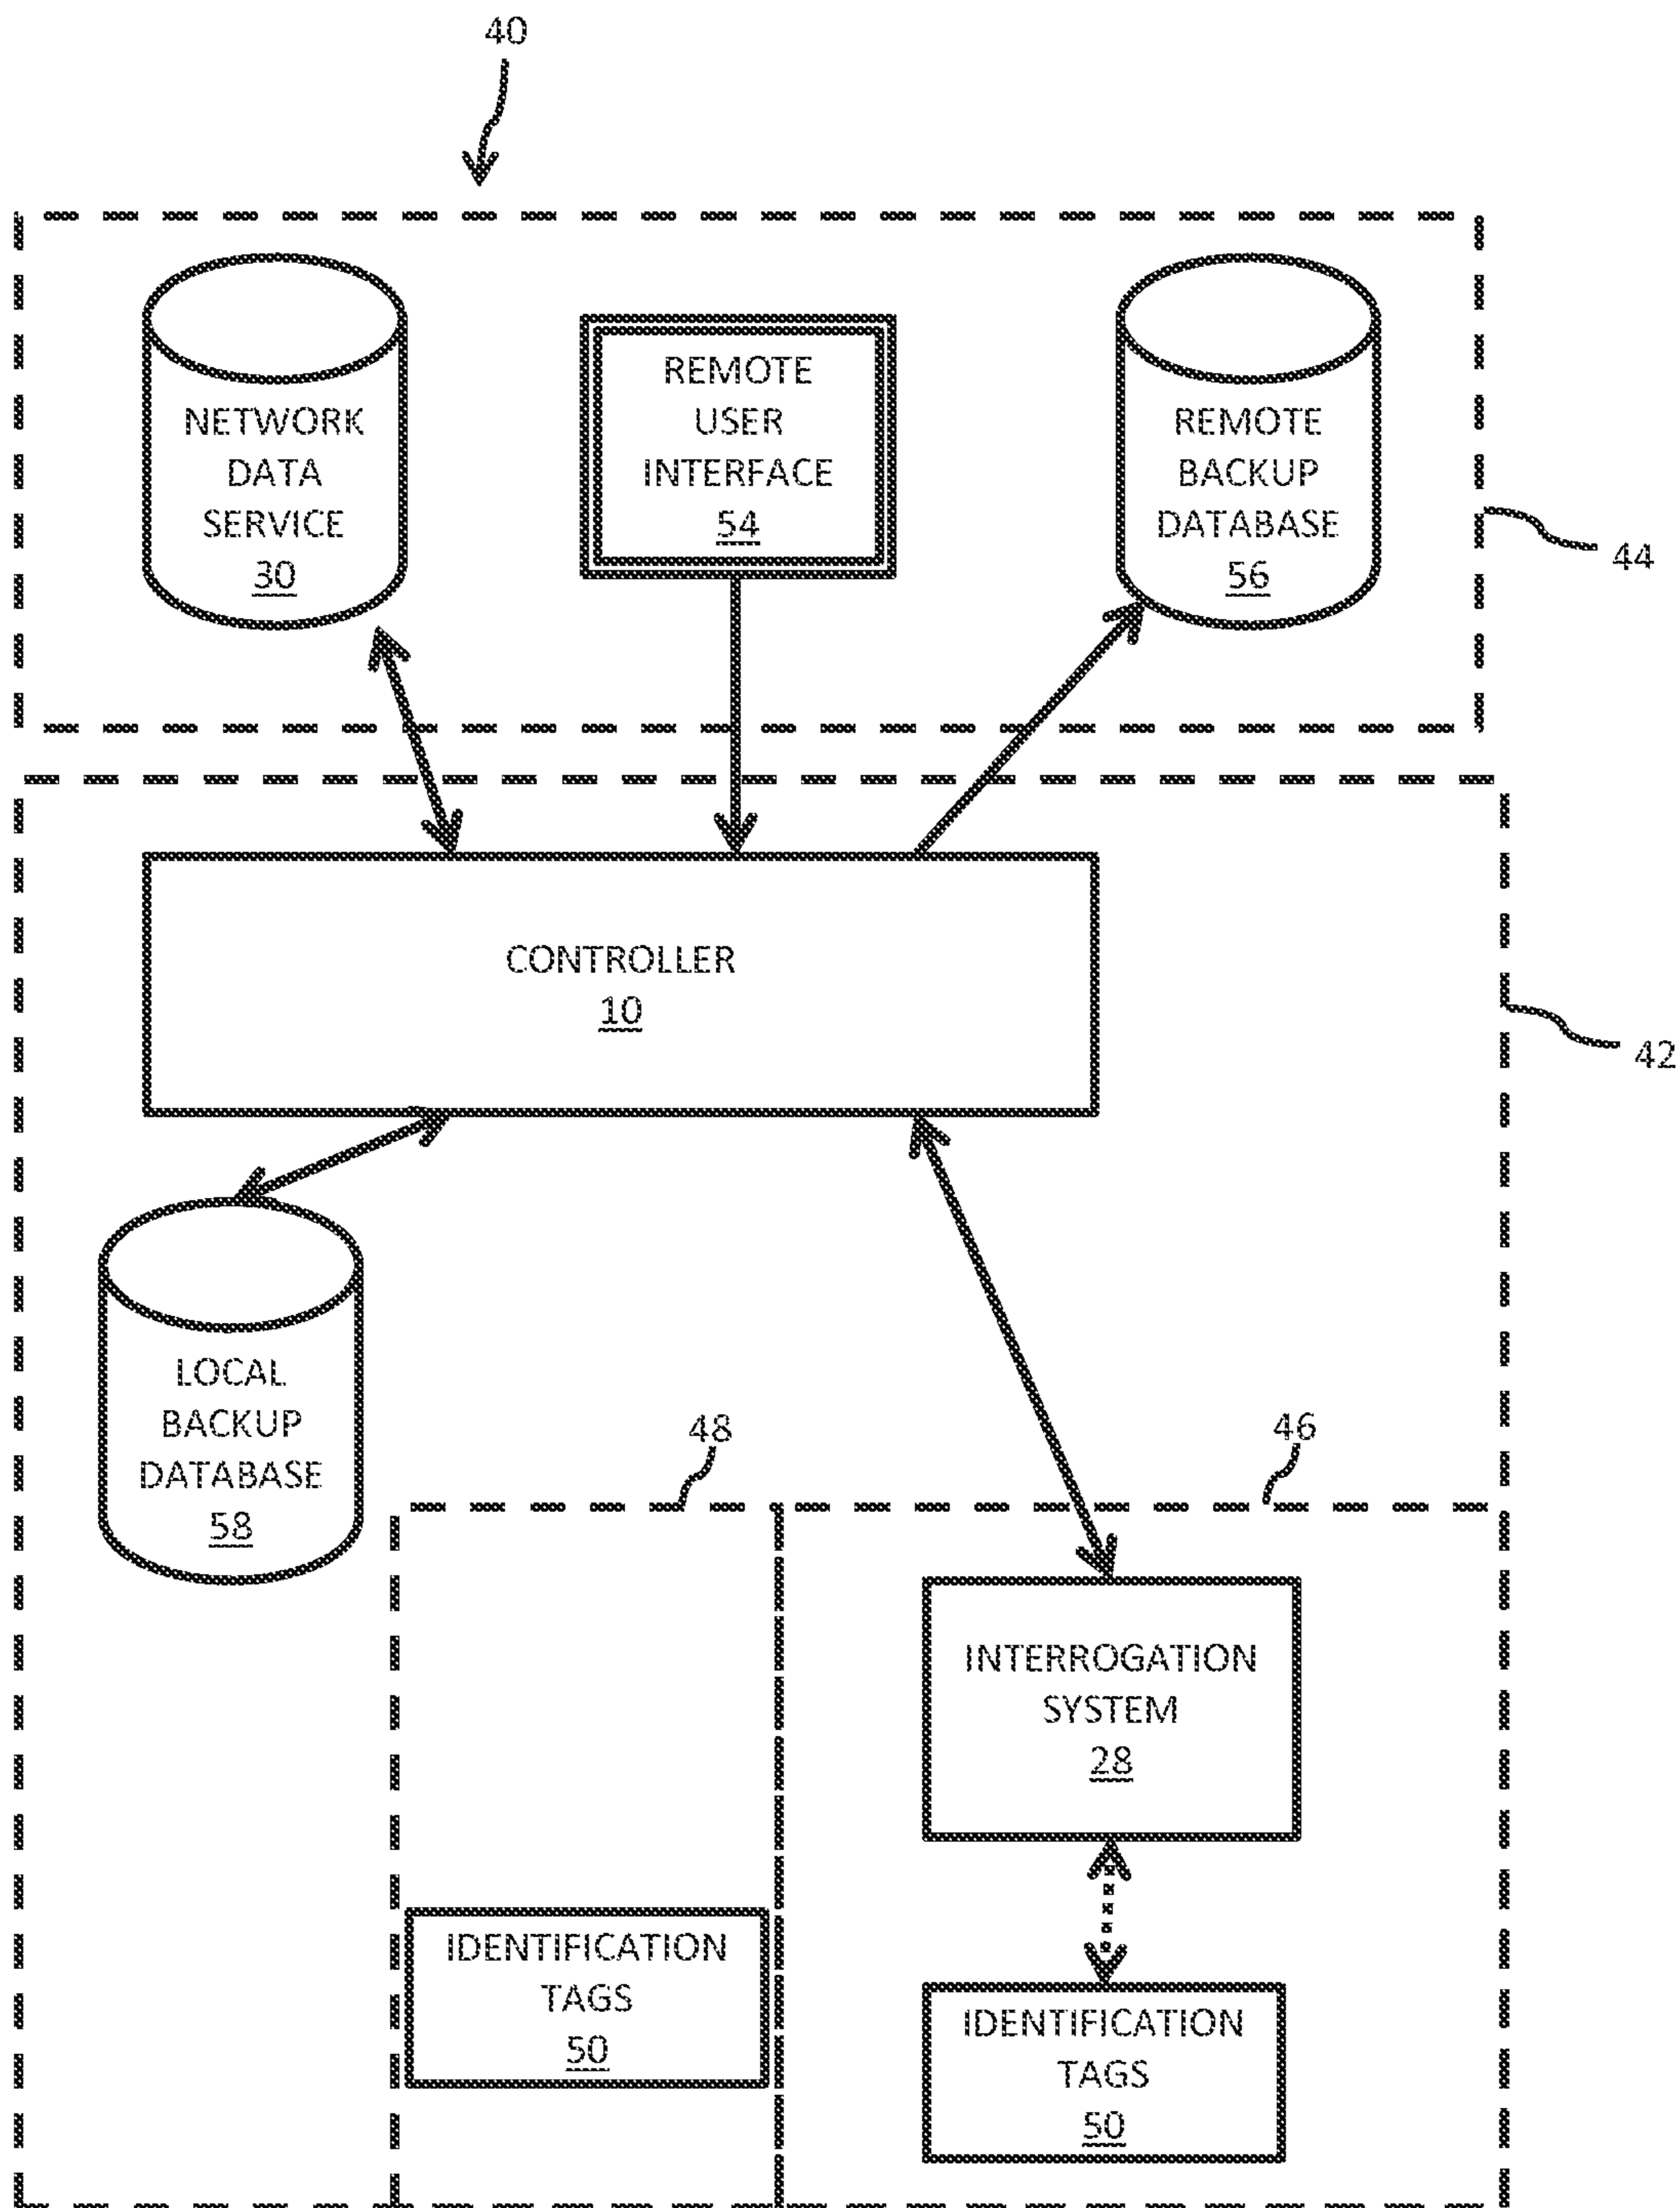 40
NETWORK
DATA
SERVICE
30
REMOTE
USER
INTERFACE
54
REMOTE
BACKUP
DATABASE
56
44
CONTROLLER
10
42
LOCAL
BACKUP
DATABASE
58
48
46
INTERROGATION
SYSTEM
28
IDENTIFICATION
TAGS
50
IDENTIFICATION
TAGS
50